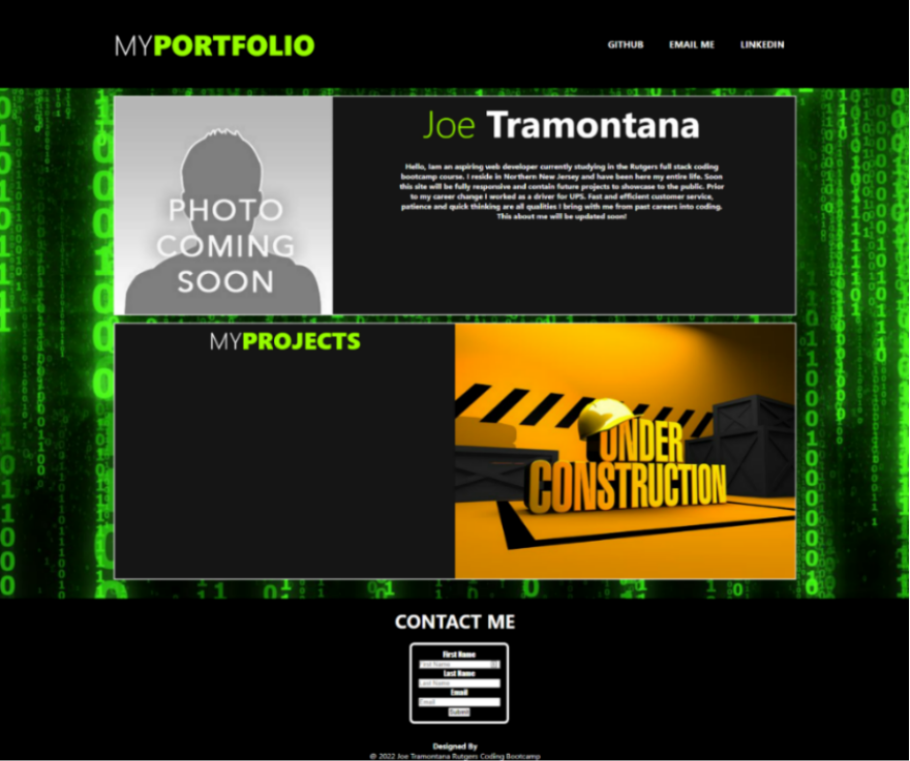 MYPORTFOLIO
GITHUB EMAIL ME LINKEDIN
PHOTO
COMING
SOON
Joe Tramontana
Hello, Iam an aspiring web developer currently studying in the Rutgers full stack coding
bootcamp course. I reside in Northern New Jersey and have been here my entire life. Soon
this site will be fully responsive and contain future projects to showcase to the public. Prior
to my career change I worked as a driver for UPS. Fast and efficient customer service,
patience and quick thinking are all qualities I bring with me from past careers into coding.
This about me will be updated soon!
MYPROJECTS
UNDER
CONSTRUCTION
CONTACT ME
First Name
First Name
Last Name
Last Name
Email
Email
Submit
Designed By
© 2022 Joe Tramontana Rutgers Coding Bootcamp